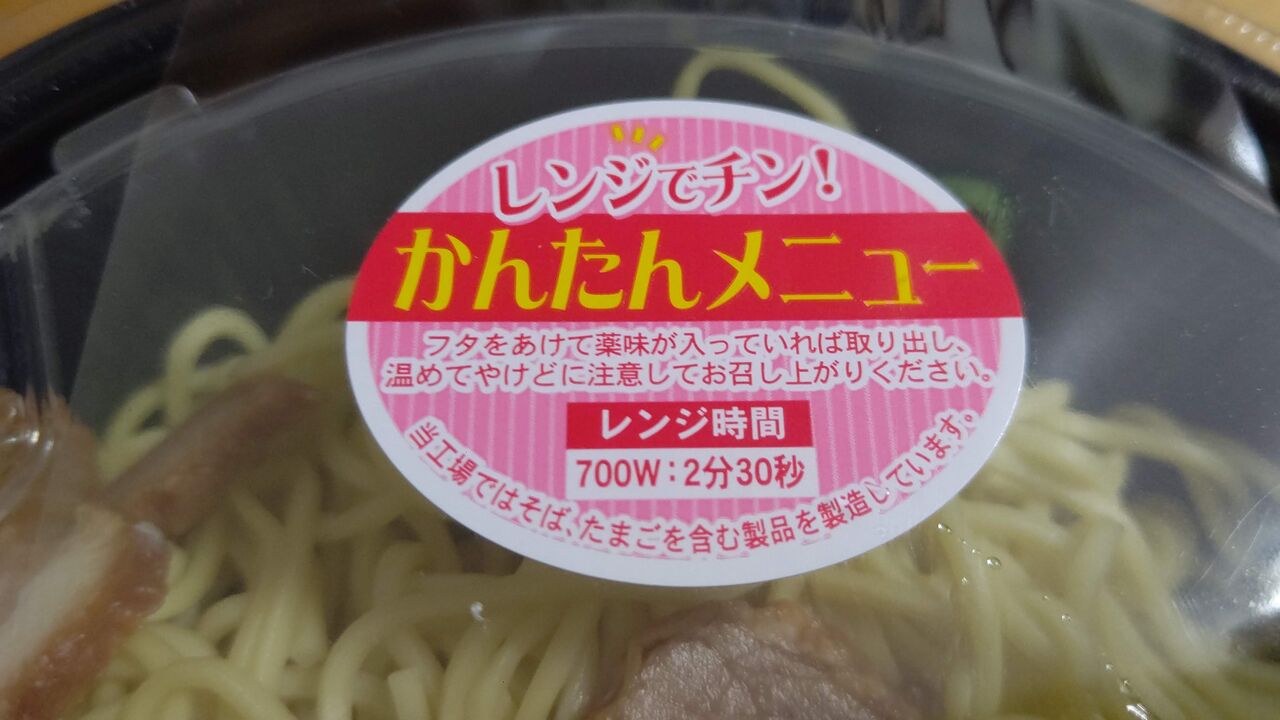 レンジでチン!
かんたんメニュー
フタをあけて薬味が入っていれば取り出し、
温めてやけどに注意してお召し上がりください。
レンジ時間
700W:2分30秒
当工場ではそば、たまごを含む製品を製造しています。